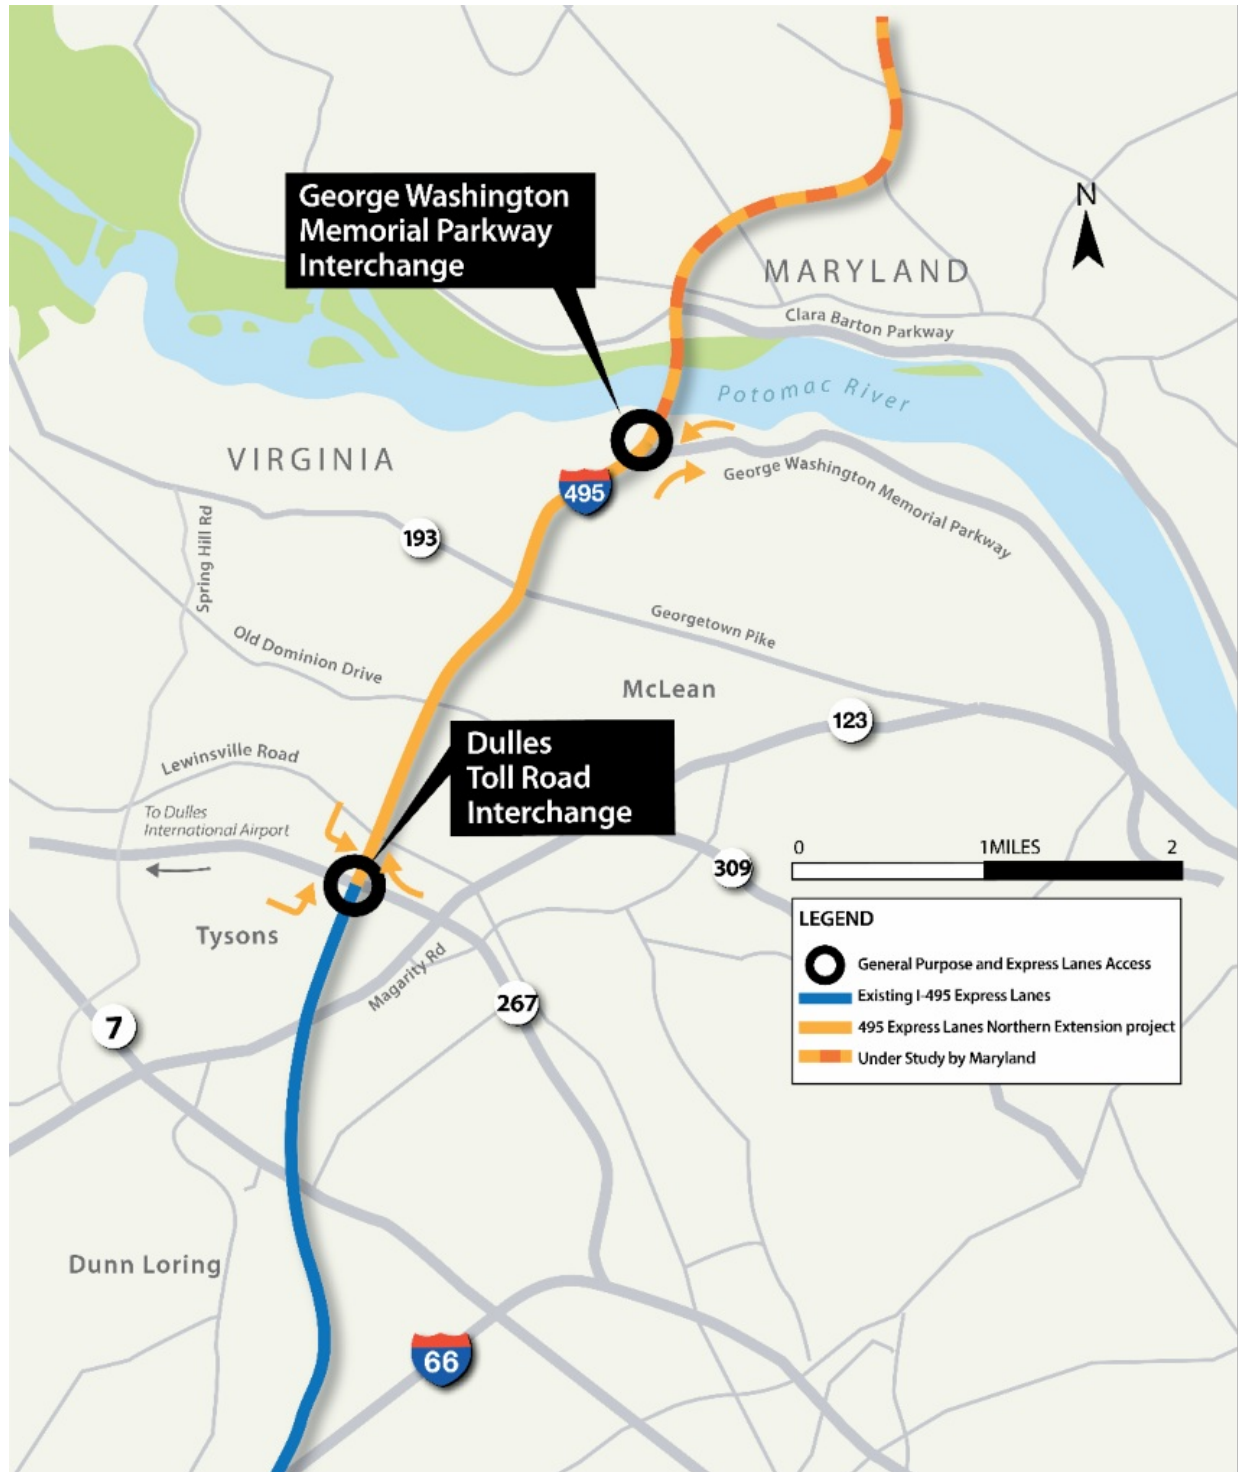 George Washington
Memorial Parkway
Interchange
N
MARYLAND
Clara Barton Parkway
Potomac River
VIRGINIA
495
George Washington Memorial Parkway
Spring Hill Rd
193
Georgetown Pike
Old Dominion Drive
McLean
123
Dulles
Toll Road
Interchange
Lewinsville Road
To Dulles
International Airport
0 1MILES 2
309
LEGEND
General Purpose and Express Lanes Access
Existing I-495 Express Lanes
495 Express Lanes Northern Extension project
Under Study by Maryland
Tysons
Magarity Rd
267
7
Dunn Loring
66